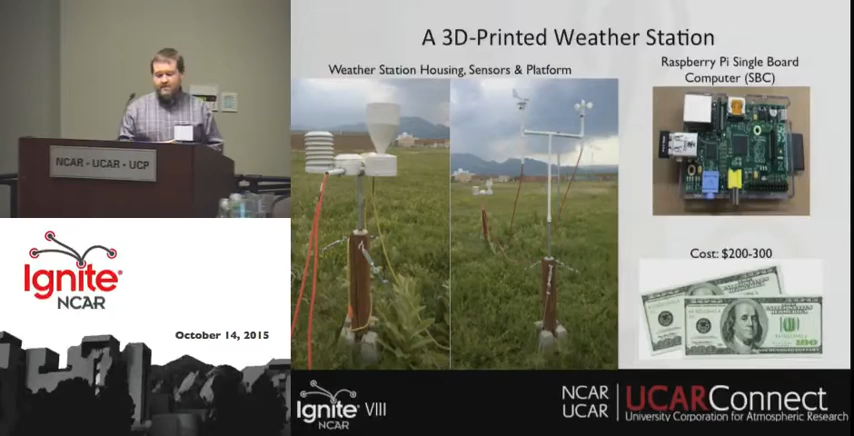 NCAR • UCAR • UCP
Ignite
NCAR
October 14, 2015
A 3D-Printed Weather Station
Weather Station Housing, Sensors & Platform
Raspberry Pi Single Board
Computer (SBC)
Cost: $200-300
100
Ignite VIII
NCAR
NCAR
UCAR
UCARConnect
University Corporation for Atmospheric Research